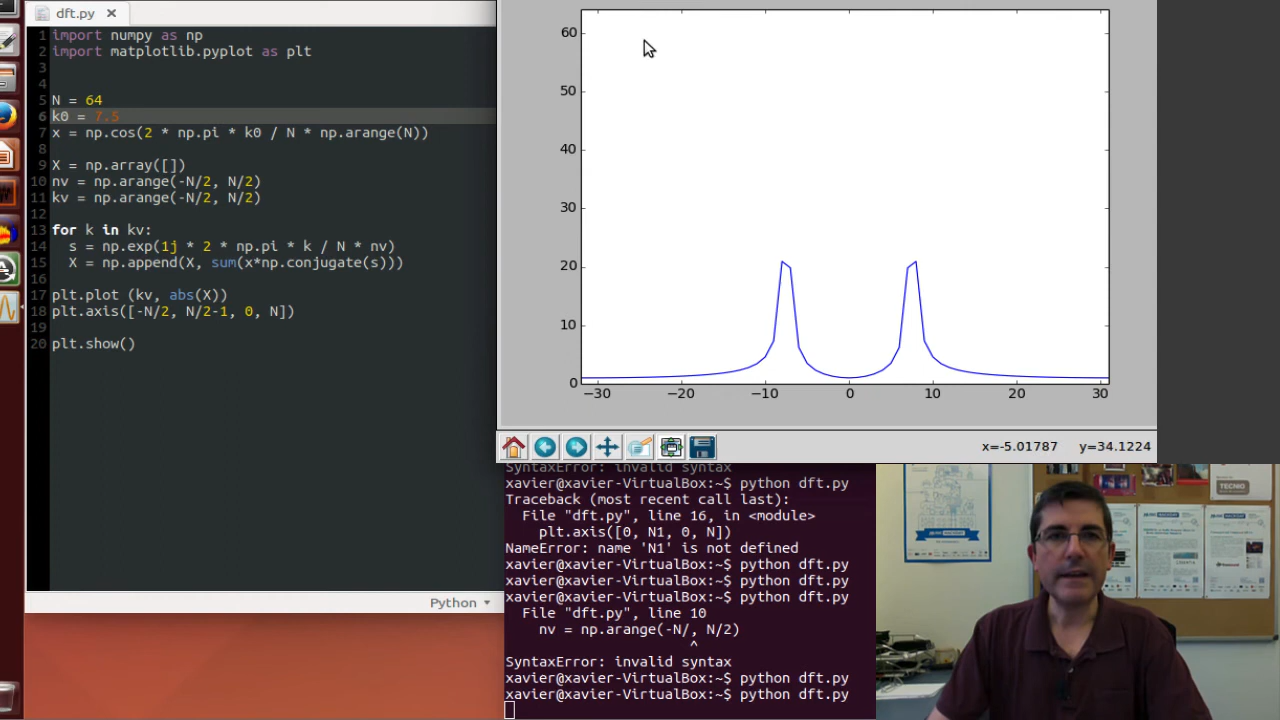 dft.py ×
1 import numpy as np
2 import matplotlib.pyplot as plt
3
4
5 N = 64
6 k0 = 7.5
7 x = np.cos(2 * np.pi * k0 / N * np.arange(N))
8
9 X = np.array([])
10 nv = np.arange(-N/2, N/2)
11 kv = np.arange(-N/2, N/2)
12
13 for k in kv:
14 s = np.exp(1j * 2 * np.pi * k / N * nv)
15 X = np.append(X, sum(x*np.conjugate(s)))
16
17 plt.plot (kv, abs(X))
18 plt.axis([-N/2, N/2-1, 0, N])
19
20 plt.show()
Python
60
50
40
30
20
10
0
−30 −20 −10 0 10 20 30
x=-5.01787 y=34.1224
SyntaxError: invalid syntax
xavier@xavier-VirtualBox:~$ python dft.py
Traceback (most recent call last):
File "dft.py", line 16, in <module>
plt.axis([0, N1, 0, N])
NameError: name 'N1' is not defined
xavier@xavier-VirtualBox:~$ python dft.py
xavier@xavier-VirtualBox:~$ python dft.py
xavier@xavier-VirtualBox:~$ python dft.py
File "dft.py", line 10
nv = np.arange(-N/, N/2)
^
SyntaxError: invalid syntax
xavier@xavier-VirtualBox:~$ python dft.py
xavier@xavier-VirtualBox:~$ python dft.py
TECNIO